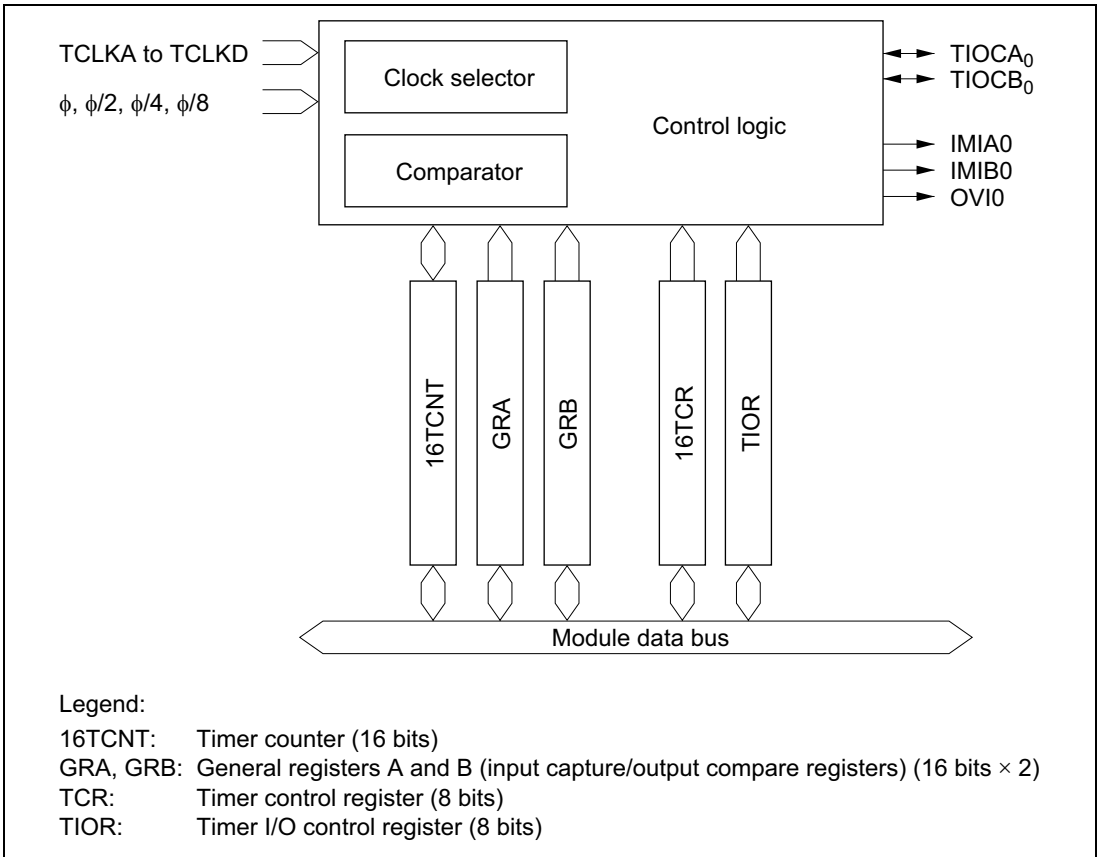 TCLKA to TCLKD
ϕ, ϕ/2, ϕ/4, ϕ/8
Clock selector
Comparator
Control logic
TIOCA₀
TIOCB₀
IMIA0
IMIB0
OVI0
16TCNT
GRA
GRB
16TCR
TIOR
Module data bus
Legend:
16TCNT: Timer counter (16 bits)
GRA, GRB: General registers A and B (input capture/output compare registers) (16 bits × 2)
TCR: Timer control register (8 bits)
TIOR: Timer I/O control register (8 bits)